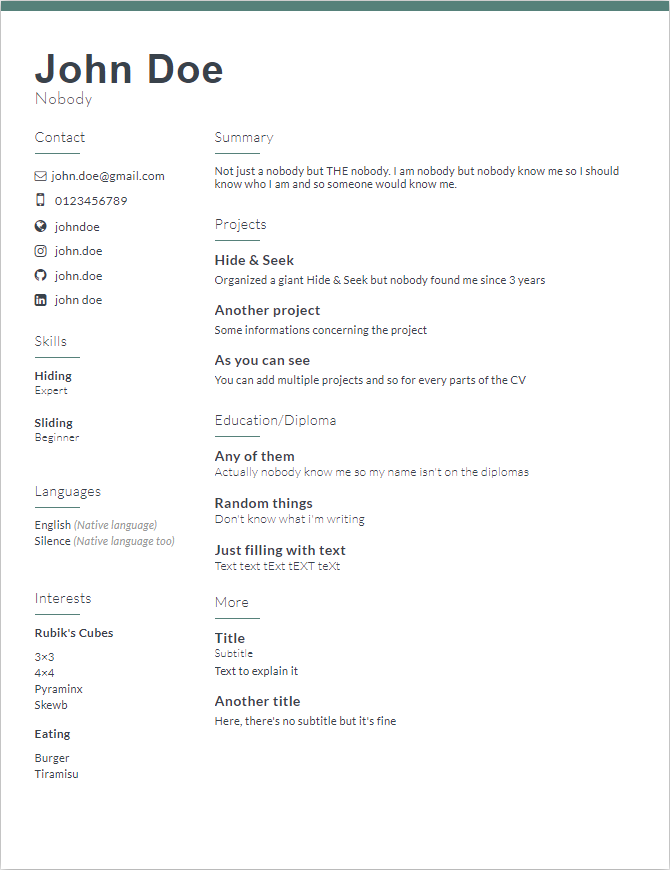 John Doe
Nobody
Contact
john.doe@gmail.com
0123456789
johndoe
john.doe
john.doe
john doe
Skills
Hiding
Expert
Sliding
Beginner
Languages
English (Native language)
Silence (Native language too)
Interests
Rubik's Cubes
3×3
4×4
Pyraminx
Skewb
Eating
Burger
Tiramisu
Summary
Not just a nobody but THE nobody. I am nobody but nobody know me so I should
know who I am and so someone would know me.
Projects
Hide & Seek
Organized a giant Hide & Seek but nobody found me since 3 years
Another project
Some informations concerning the project
As you can see
You can add multiple projects and so for every parts of the CV
Education/Diploma
Any of them
Actually nobody know me so my name isn't on the diplomas
Random things
Don't know what i'm writing
Just filling with text
Text text tExt tEXT teXt
More
Title
Subtitle
Text to explain it
Another title
Here, there's no subtitle but it's fine